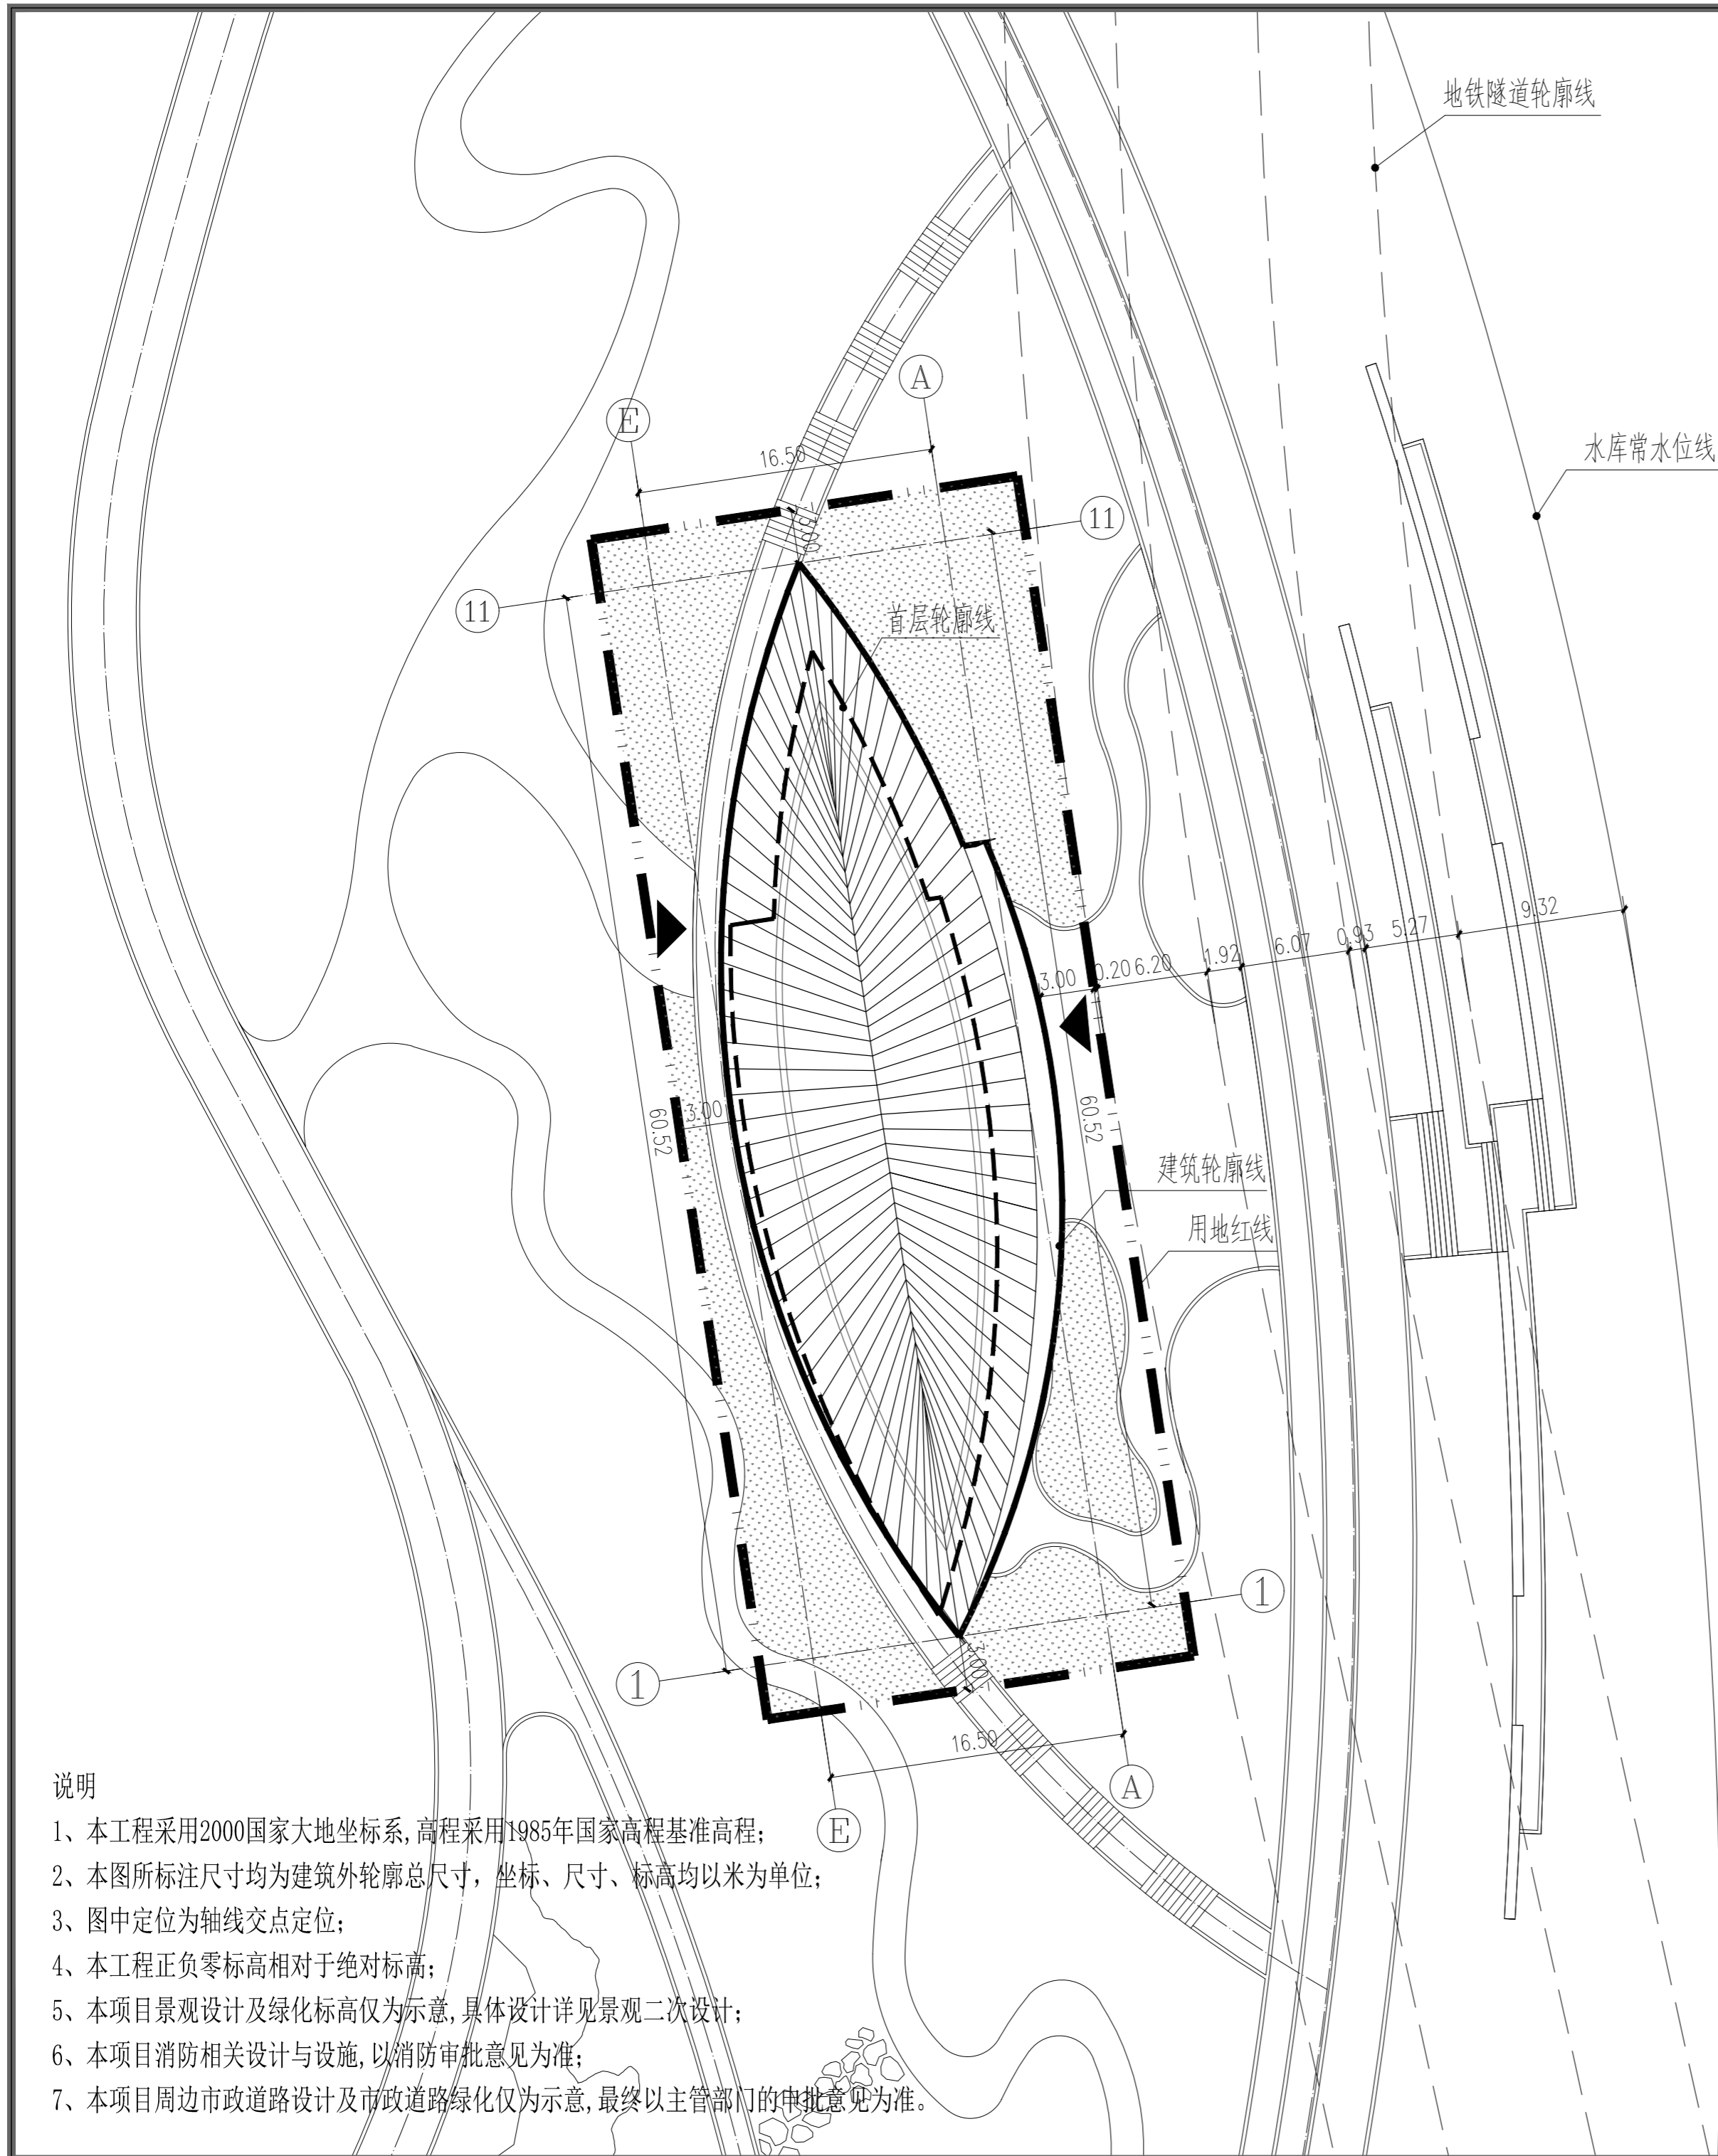 地铁隧道轮廓线
水库常水位线
A
E
16.50
11
3.00
11
首层轮廓线
9.32
5.27
0.93
6.07
1.92
6.20
0.20
3.00
3.00
60.52
60.52
建筑轮廓线
用地红线
1
3.00
1
16.50
A
E
说明
1、本工程采用2000国家大地坐标系,高程采用1985年国家高程基准高程;
2、本图所标注尺寸均为建筑外轮廓总尺寸，坐标、尺寸、标高均以米为单位;
3、图中定位为轴线交点定位;
4、本工程正负零标高相对于绝对标高;
5、本项目景观设计及绿化标高仅为示意,具体设计详见景观二次设计;
6、本项目消防相关设计与设施,以消防审批意见为准;
7、本项目周边市政道路设计及市政道路绿化仅为示意,最终以主管部门的审批意见为准。